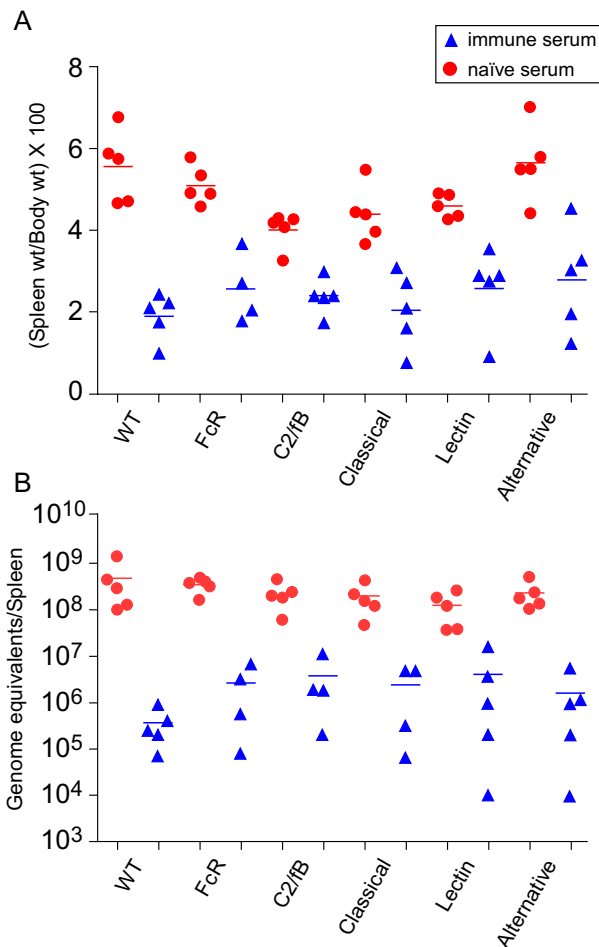 A
immune serum
naïve serum
(Spleen wt/Body wt) X 100
8
6
4
2
0
WT
FcR
C2/fB
Classical
Lectin
Alternative
B
Genome equivalents/Spleen
10^10
10^9
10^8
10^7
10^6
10^5
10^4
10^3
WT
FcR
C2/fB
Classical
Lectin
Alternative